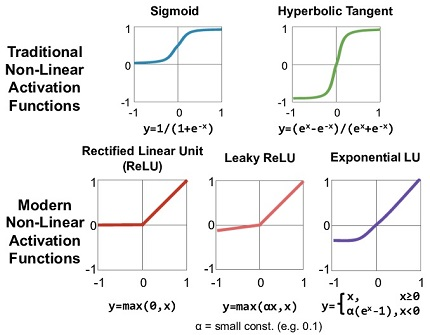 Sigmoid
Hyperbolic Tangent
Traditional
Non-Linear
Activation
Functions
1
0
-1
-1 0 1
y=1/(1+e⁻ˣ)
1
0
-1
-1 0 1
y=(eˣ-e⁻ˣ)/(eˣ+e⁻ˣ)
Rectified Linear Unit
(ReLU)
Leaky ReLU
Exponential LU
Modern
Non-Linear
Activation
Functions
1
0
-1
-1 0 1
y=max(0,x)
1
0
-1
-1 0 1
y=max(αx,x)
1
0
-1
-1 0 1
y={x, x≥0
α(eˣ-1),x<0
α = small const. (e.g. 0.1)